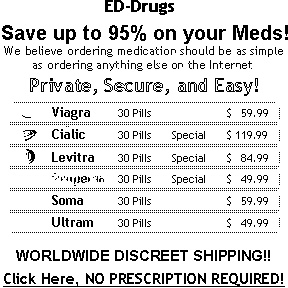 ED-Drugs
Save up to 95% on your Meds!
We believe ordering medication should be as simple
as ordering anything else on the Internet
Private, Secure, and Easy!
Viagra 30 Pills $ 59.99
Cialic 30 Pills Special $ 119.99
Levitra 30 Pills Special $ 84.99
30 Pills Special $ 49.99
Soma 30 Pills $ 59.99
Ultram 30 Pills $ 49.99
WORLDWIDE DISCREET SHIPPING!!
Click Here, NO PRESCRIPTION REQUIRED!